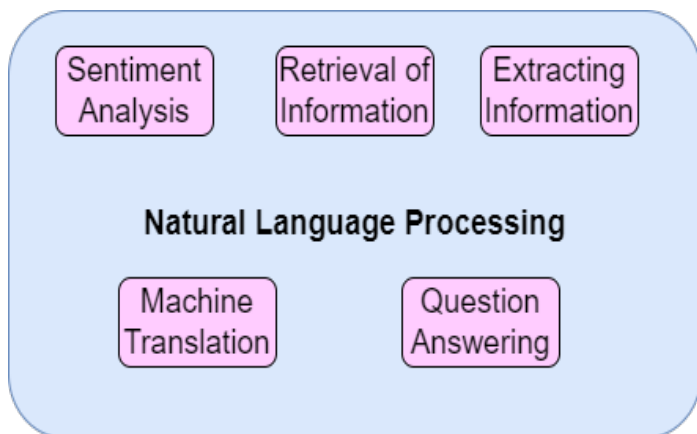 Sentiment
Analysis
Retrieval of
Information
Extracting
Information
Natural Language Processing
Machine
Translation
Question
Answering